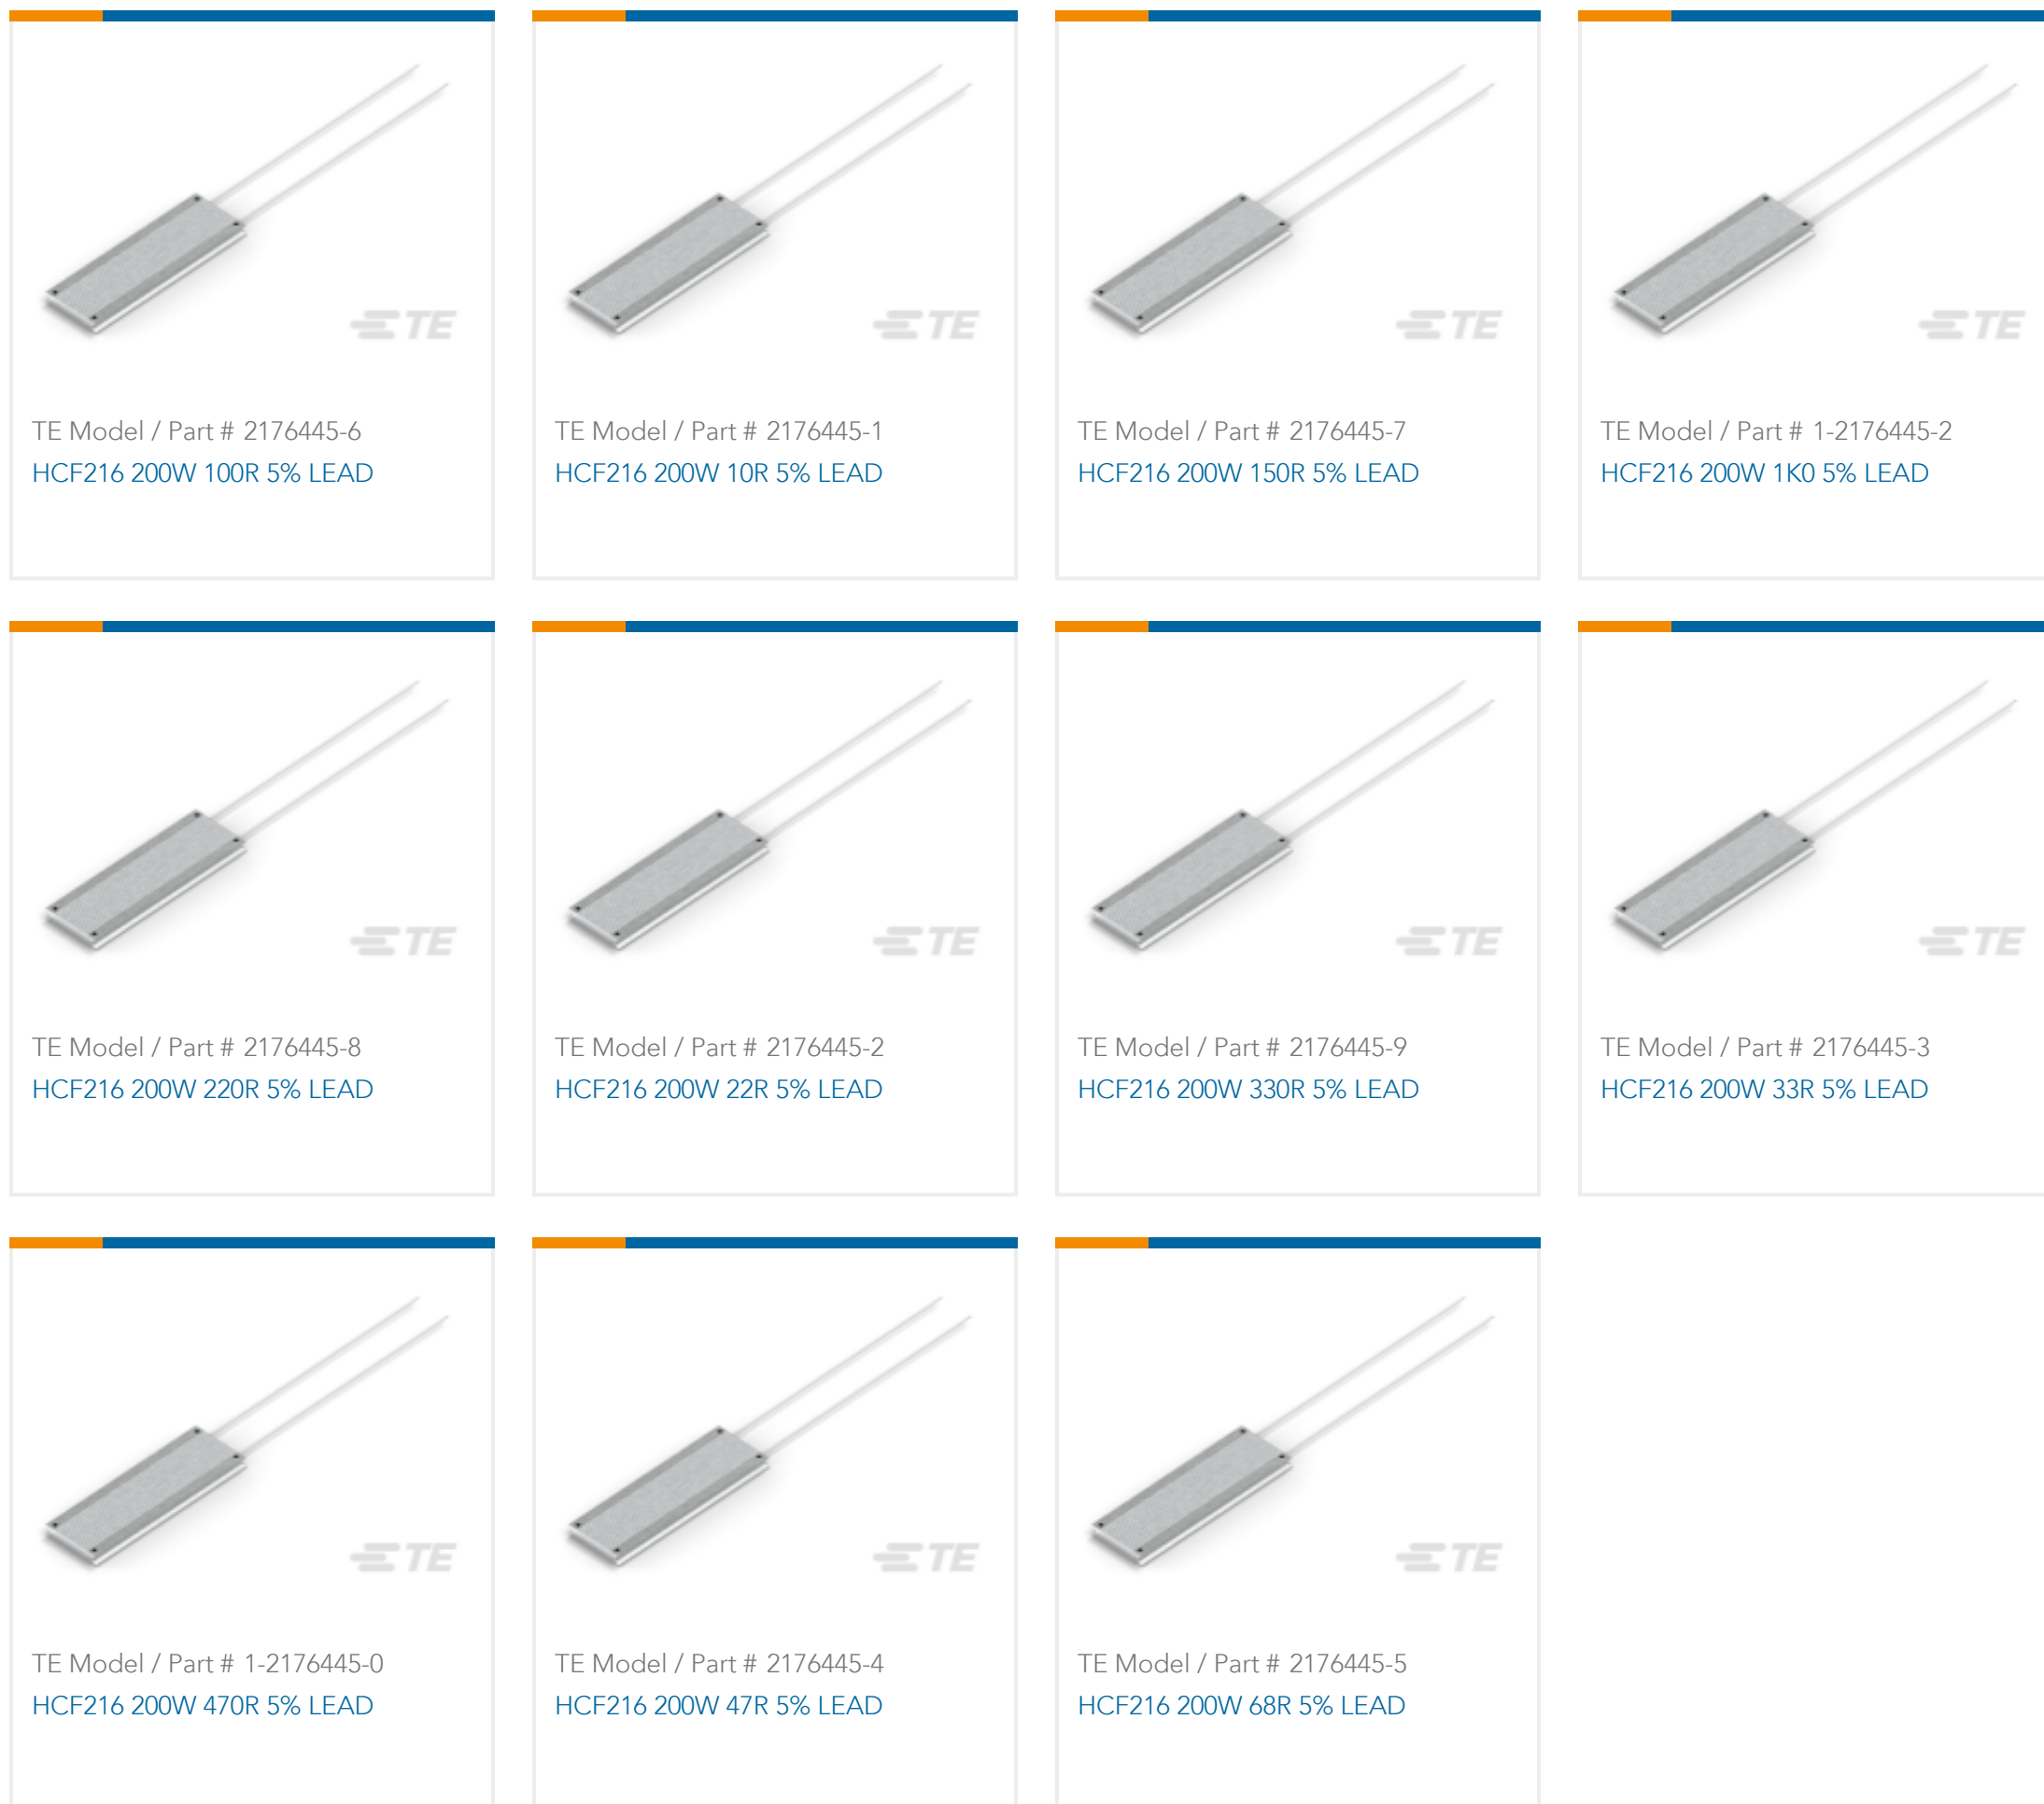 TE
TE Model / Part # 2176445-6
HCF216 200W 100R 5% LEAD
TE
TE Model / Part # 2176445-1
HCF216 200W 10R 5% LEAD
TE
TE Model / Part # 2176445-7
HCF216 200W 150R 5% LEAD
TE
TE Model / Part # 1-2176445-2
HCF216 200W 1K0 5% LEAD
TE
TE Model / Part # 2176445-8
HCF216 200W 220R 5% LEAD
TE
TE Model / Part # 2176445-2
HCF216 200W 22R 5% LEAD
TE
TE Model / Part # 2176445-9
HCF216 200W 330R 5% LEAD
TE
TE Model / Part # 2176445-3
HCF216 200W 33R 5% LEAD
TE
TE Model / Part # 1-2176445-0
HCF216 200W 470R 5% LEAD
TE
TE Model / Part # 2176445-4
HCF216 200W 47R 5% LEAD
TE
TE Model / Part # 2176445-5
HCF216 200W 68R 5% LEAD